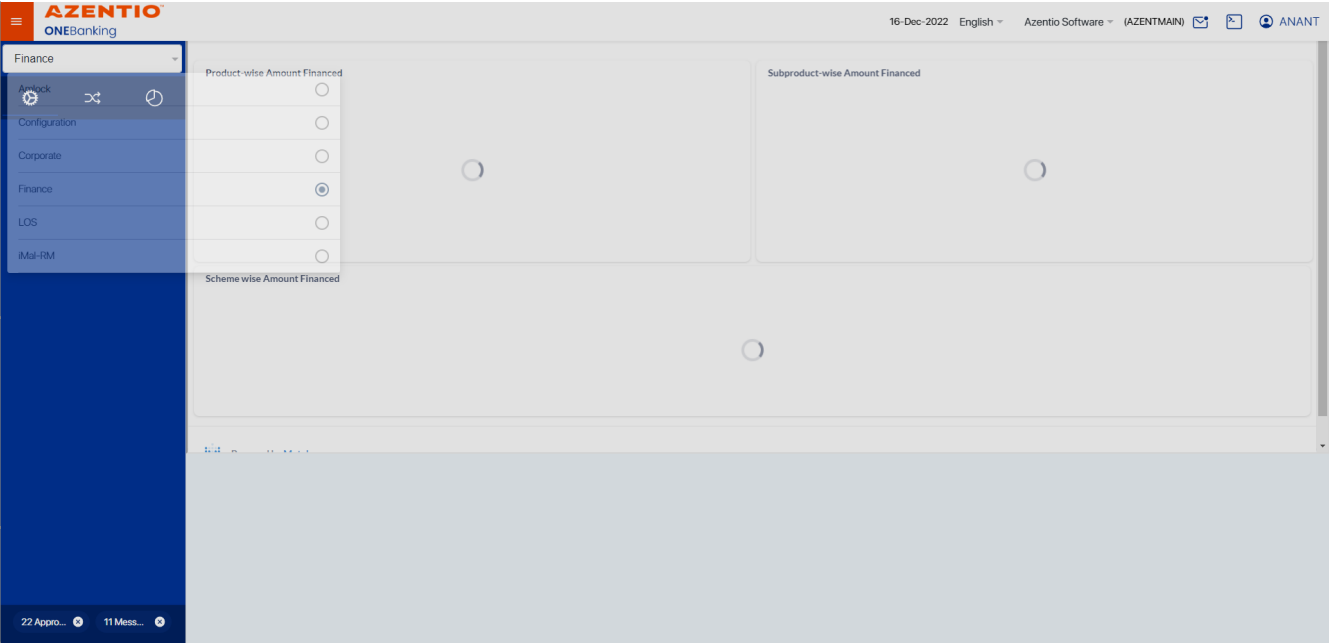 AZENTIO
ONEBanking
16-Dec-2022 English Azentio Software (AZENTMAIN) ANANT
Finance
Product-wise Amount Financed
Subproduct-wise Amount Financed
Amlock
Configuration
Corporate
Finance
LOS
iMal-RM
Scheme wise Amount Financed
22 Appro... 11 Mess...